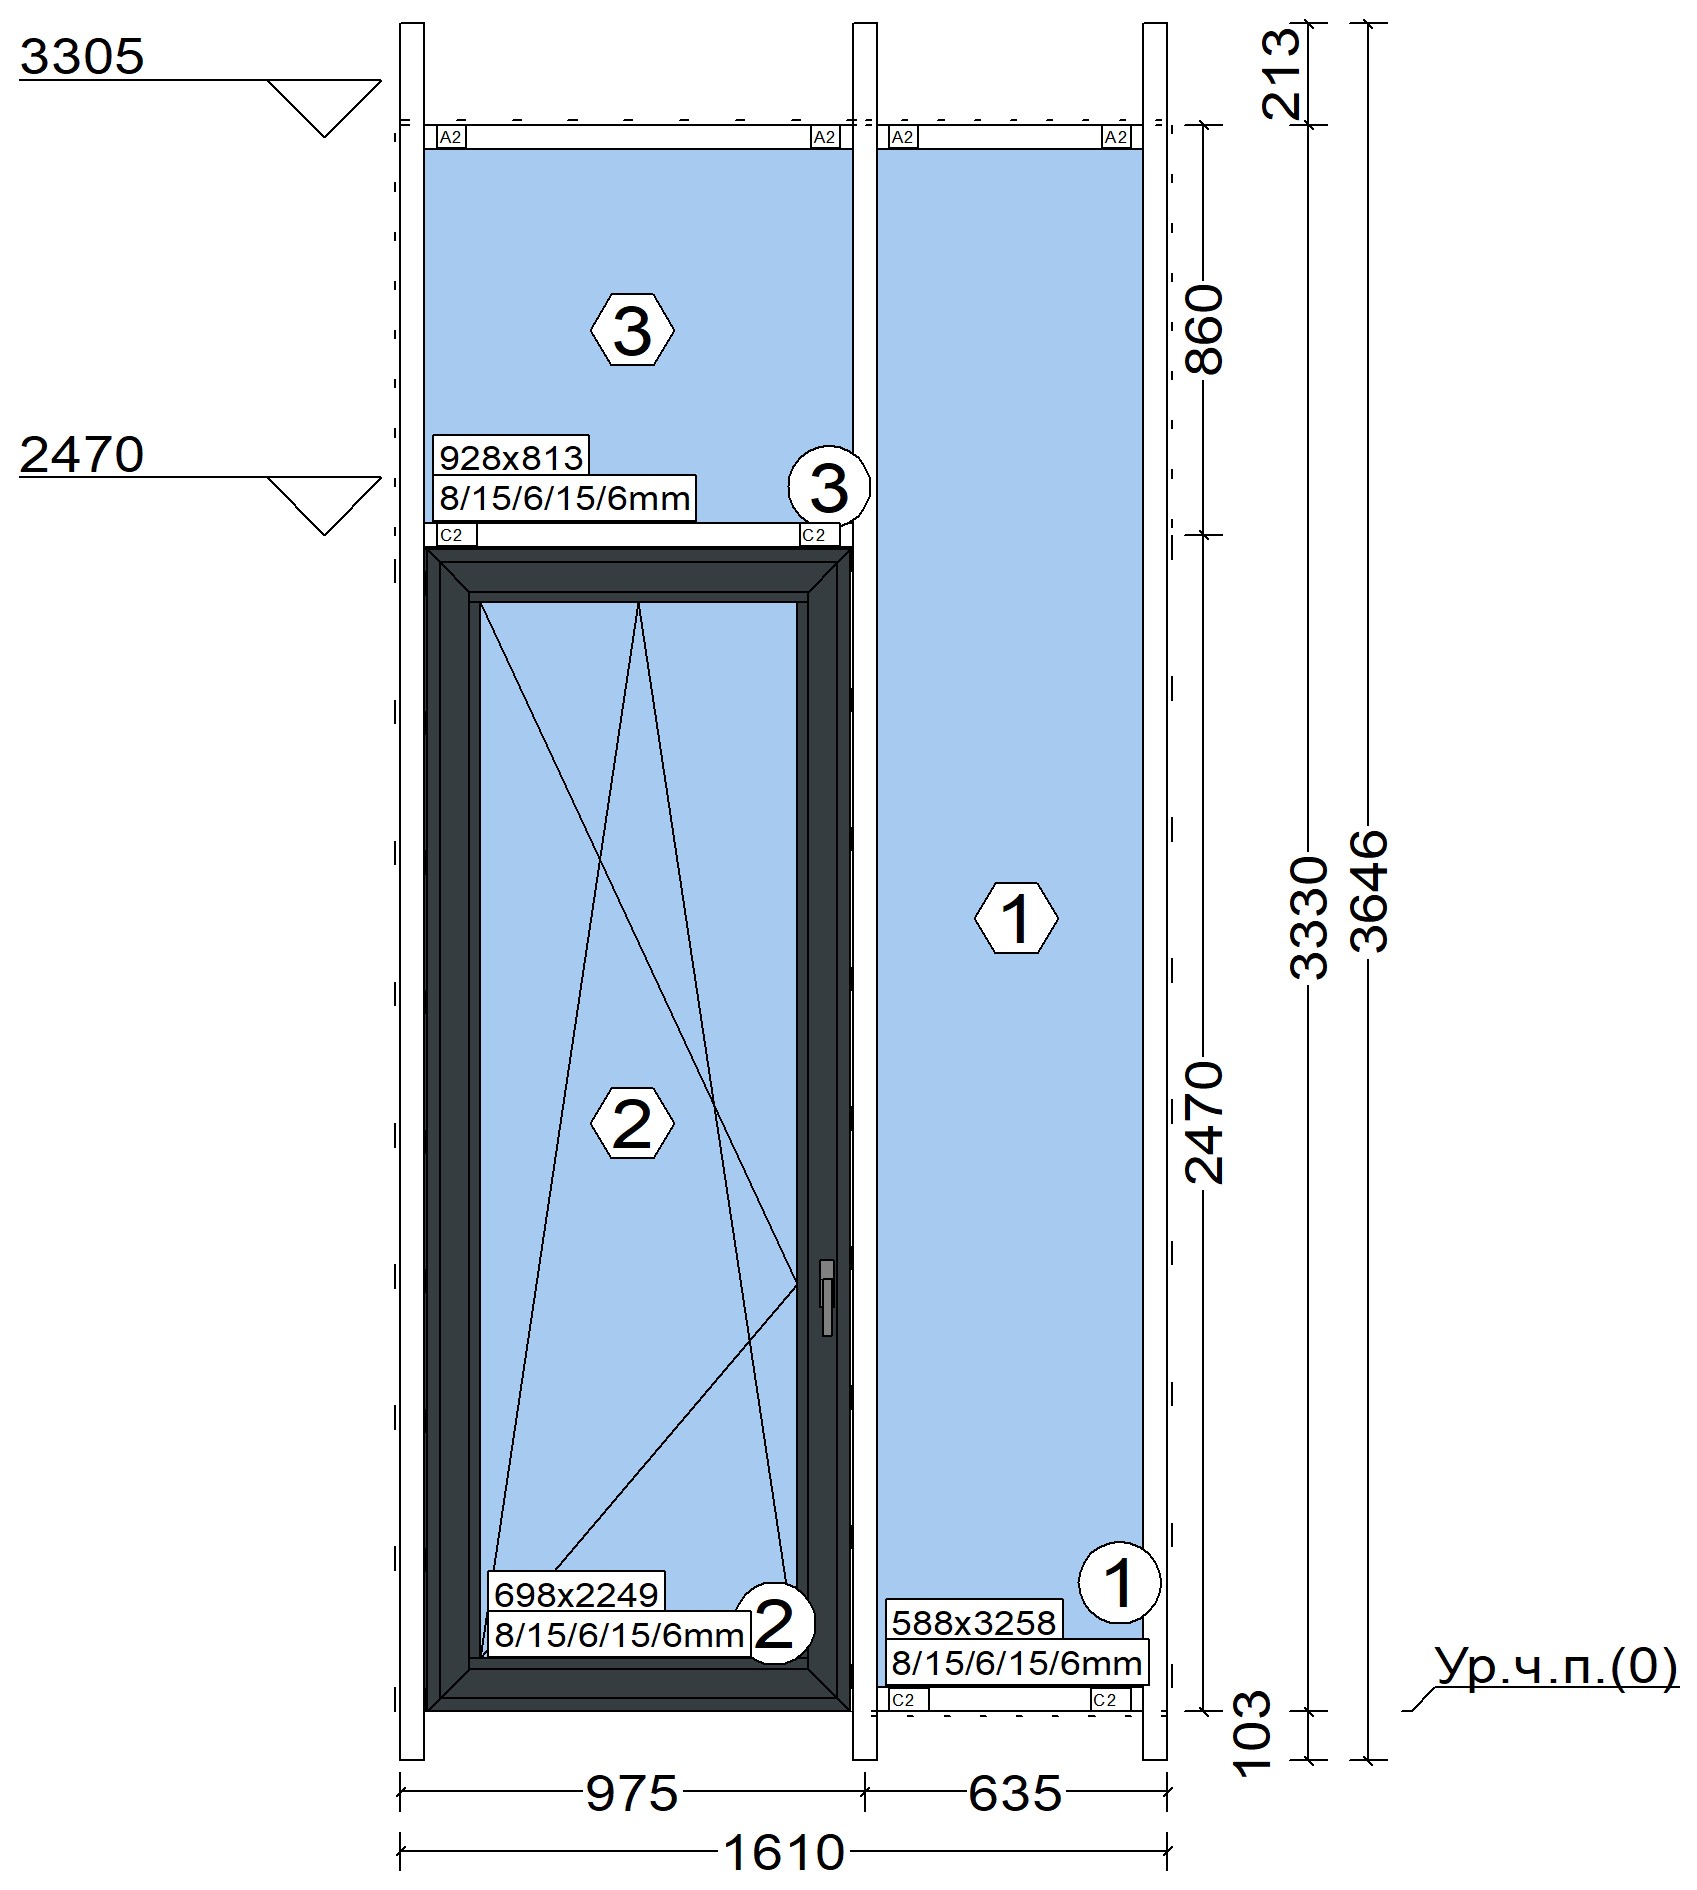 3305
213
A2
A2
A2
A2
3
860
2470
928x813
8/15/6/15/6mm
3
C2
C2
3330
3646
1
2
2470
698x2249
8/15/6/15/6mm
2
1
588x3258
8/15/6/15/6mm
C2
C2
103
Ур.ч.п.(0)
975
635
1610